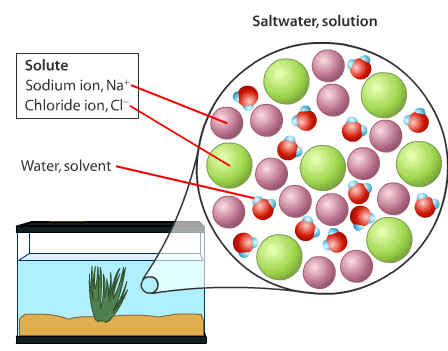 Saltwater, solution
Solute
Sodium ion, Na⁺
Chloride ion, Cl⁻
Water, solvent